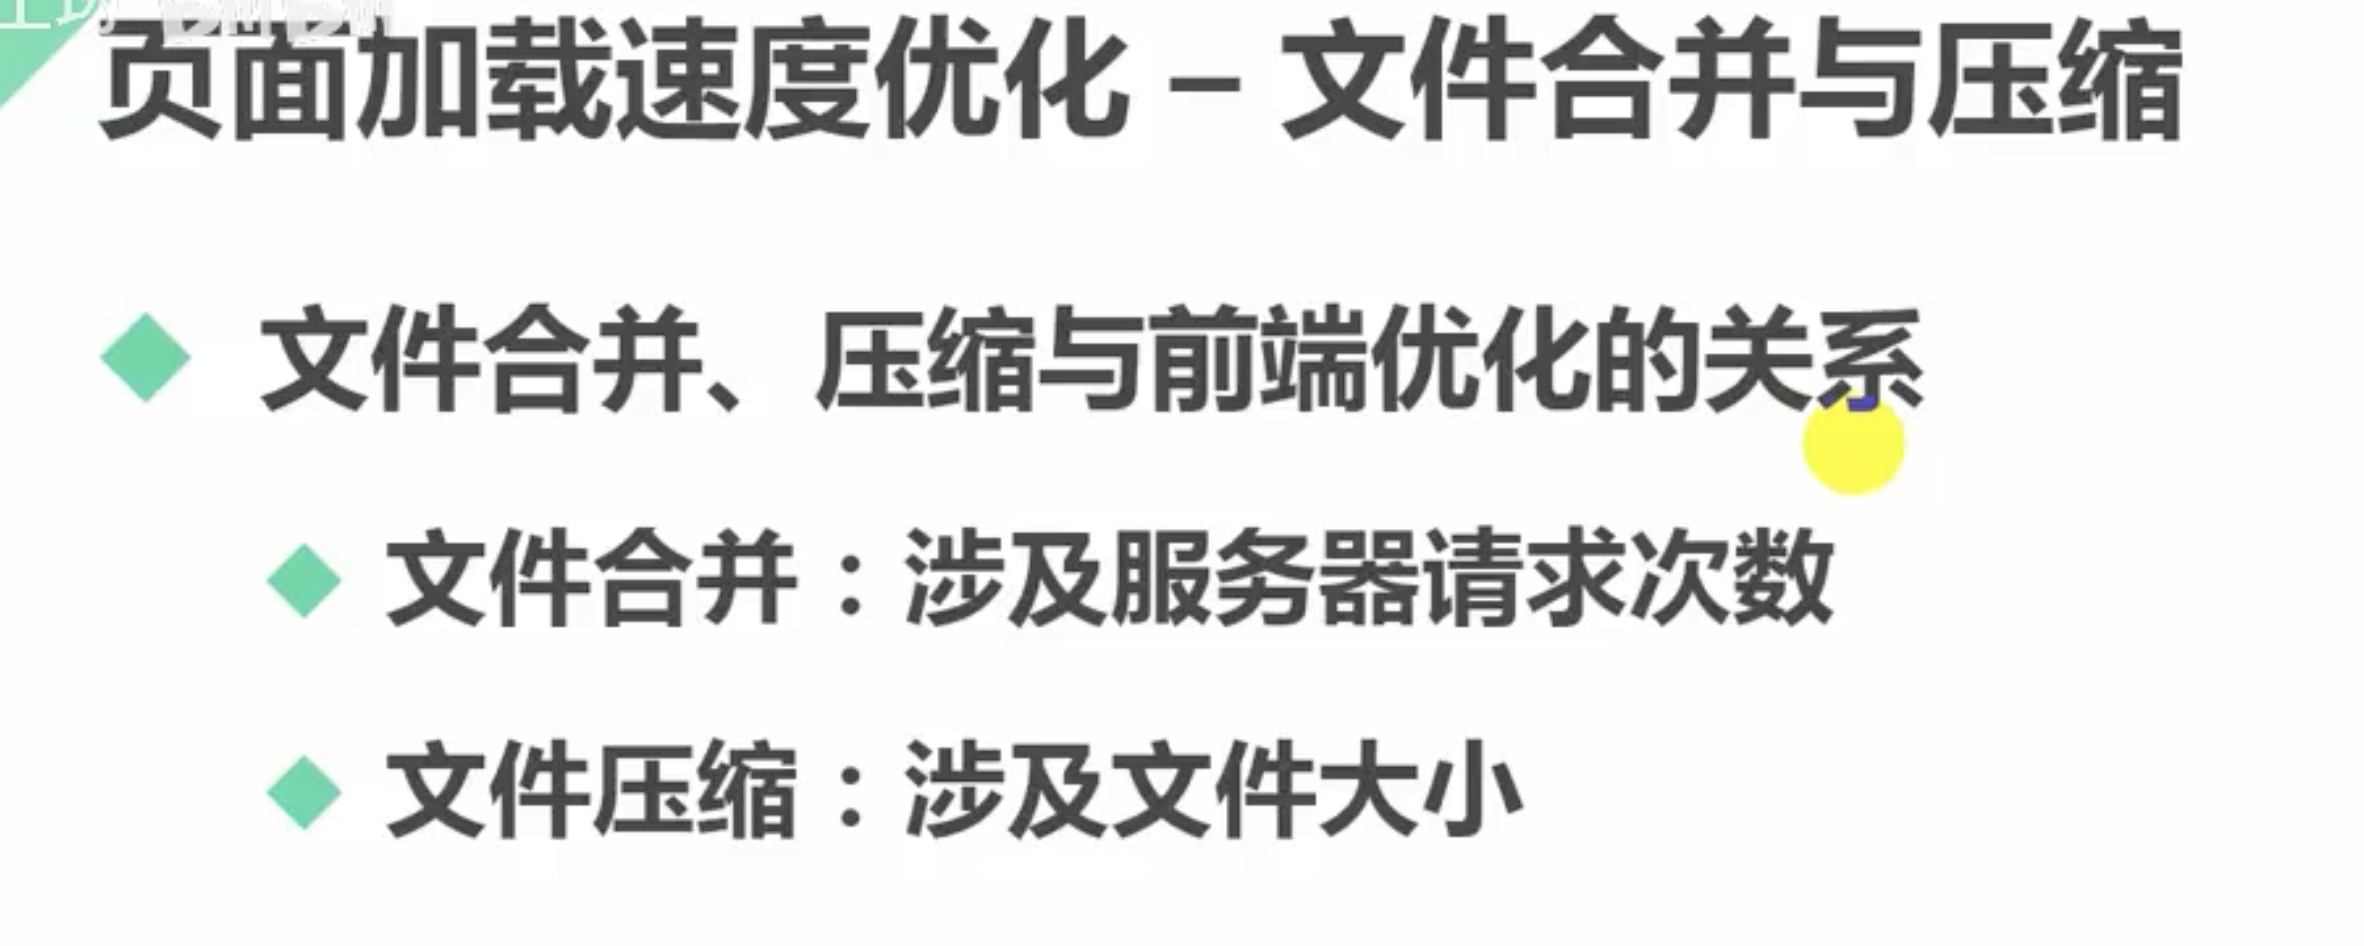 页面加载速度优化 – 文件合并与压缩
文件合并、压缩与前端优化的关系
文件合并：涉及服务器请求次数
文件压缩：涉及文件大小